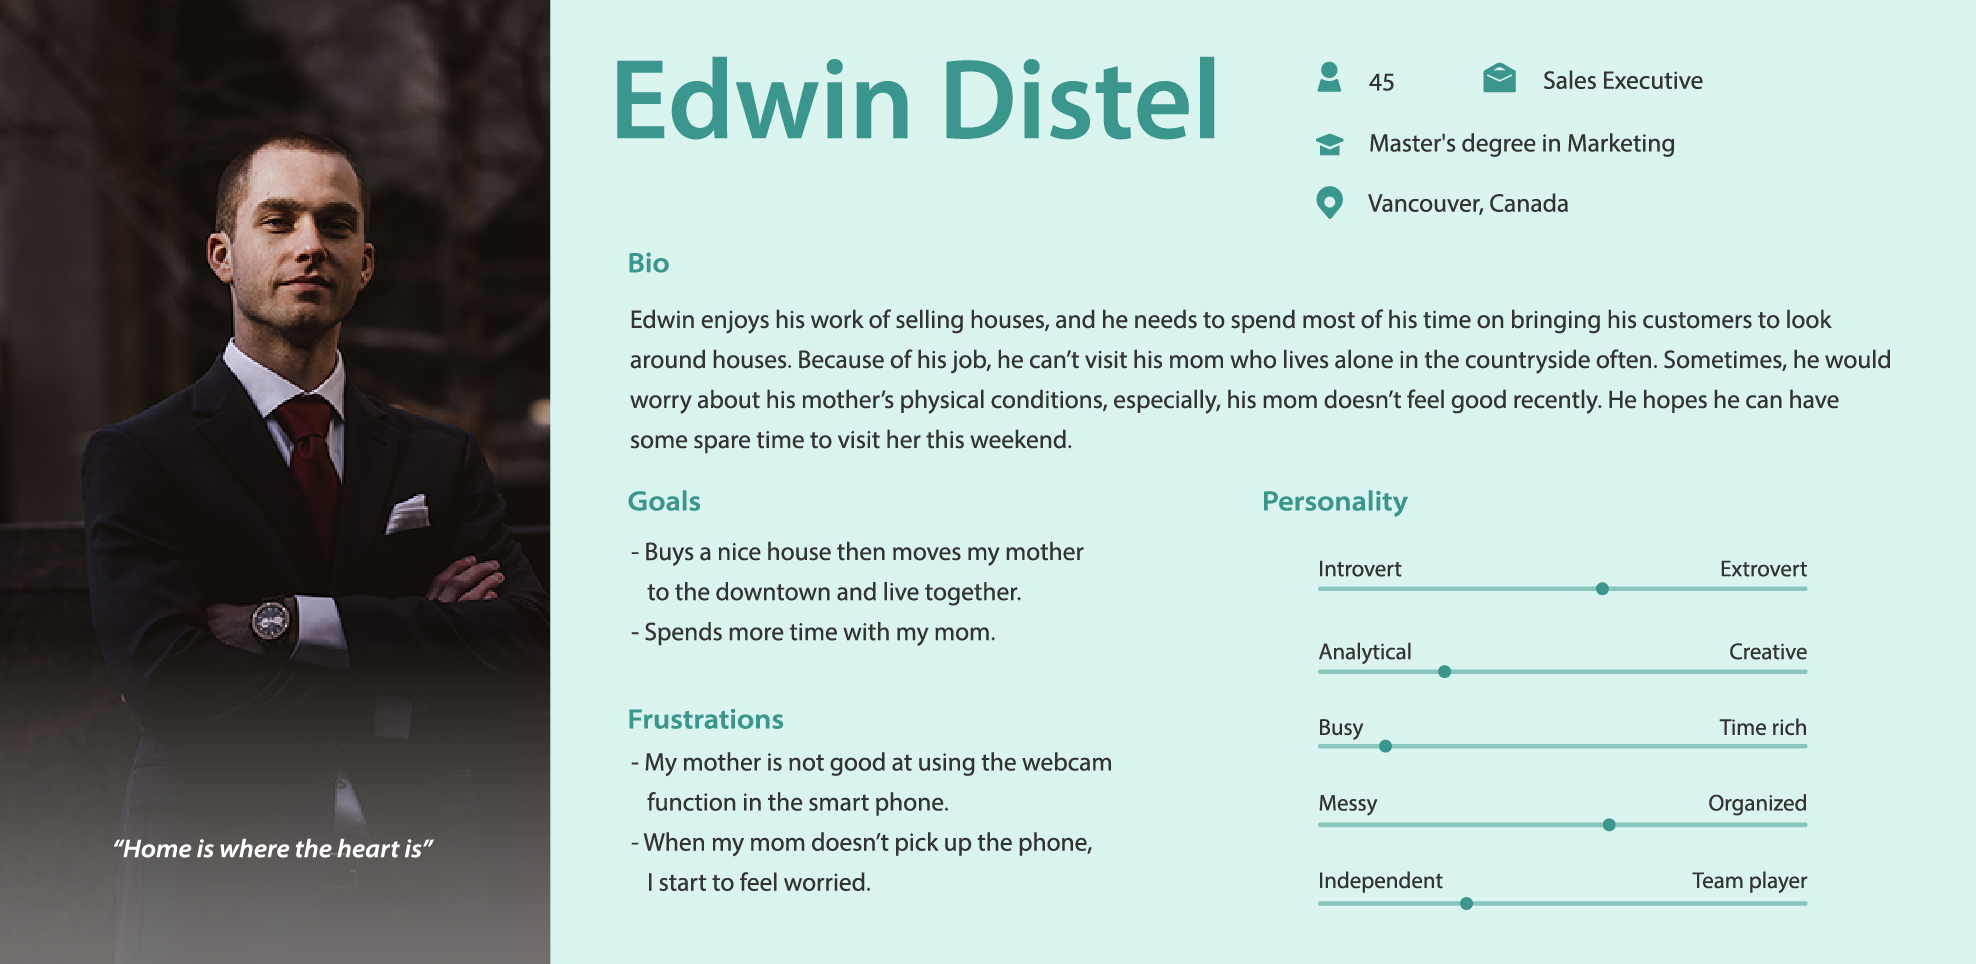 Edwin Distel
45
Sales Executive
Master's degree in Marketing
Vancouver, Canada
Bio
Edwin enjoys his work of selling houses, and he needs to spend most of his time on bringing his customers to look
around houses. Because of his job, he can’t visit his mom who lives alone in the countryside often. Sometimes, he would
worry about his mother’s physical conditions, especially, his mom doesn’t feel good recently. He hopes he can have
some spare time to visit her this weekend.
Goals
- Buys a nice house then moves my mother
to the downtown and live together.
- Spends more time with my mom.
Frustrations
- My mother is not good at using the webcam
function in the smart phone.
- When my mom doesn’t pick up the phone,
I start to feel worried.
Personality
Introvert Extrovert
Analytical Creative
Busy Time rich
Messy Organized
Independent Team player
“Home is where the heart is”